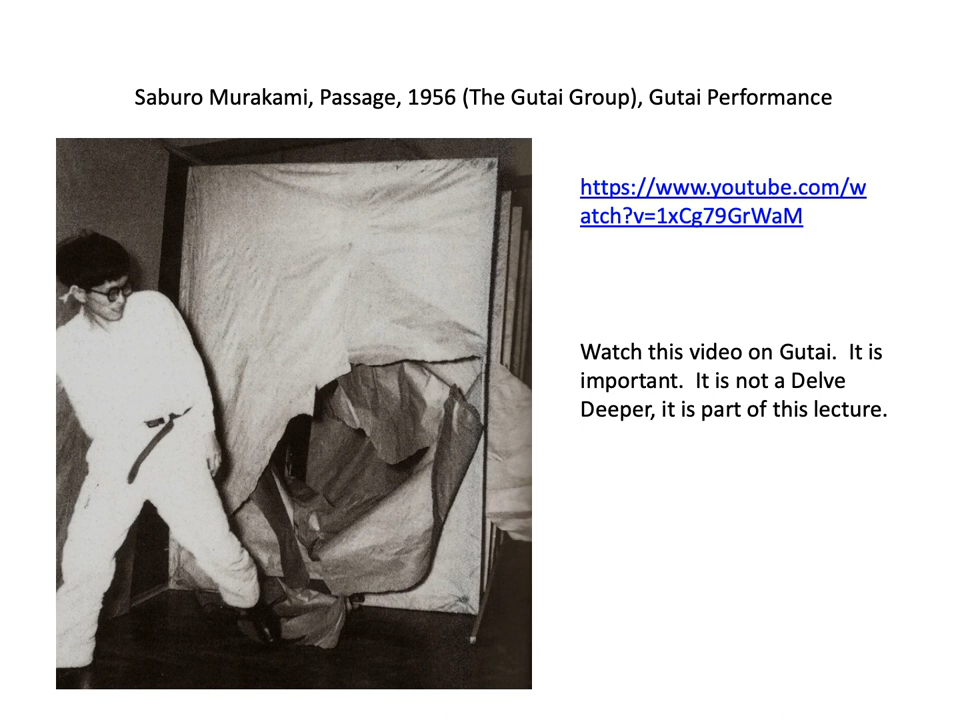 Saburo Murakami, Passage, 1956 (The Gutai Group), Gutai Performance
https://www.youtube.com/w
atch?v=1xCg79GrWaM
Watch this video on Gutai.  It is
important.  It is not a Delve
Deeper, it is part of this lecture.